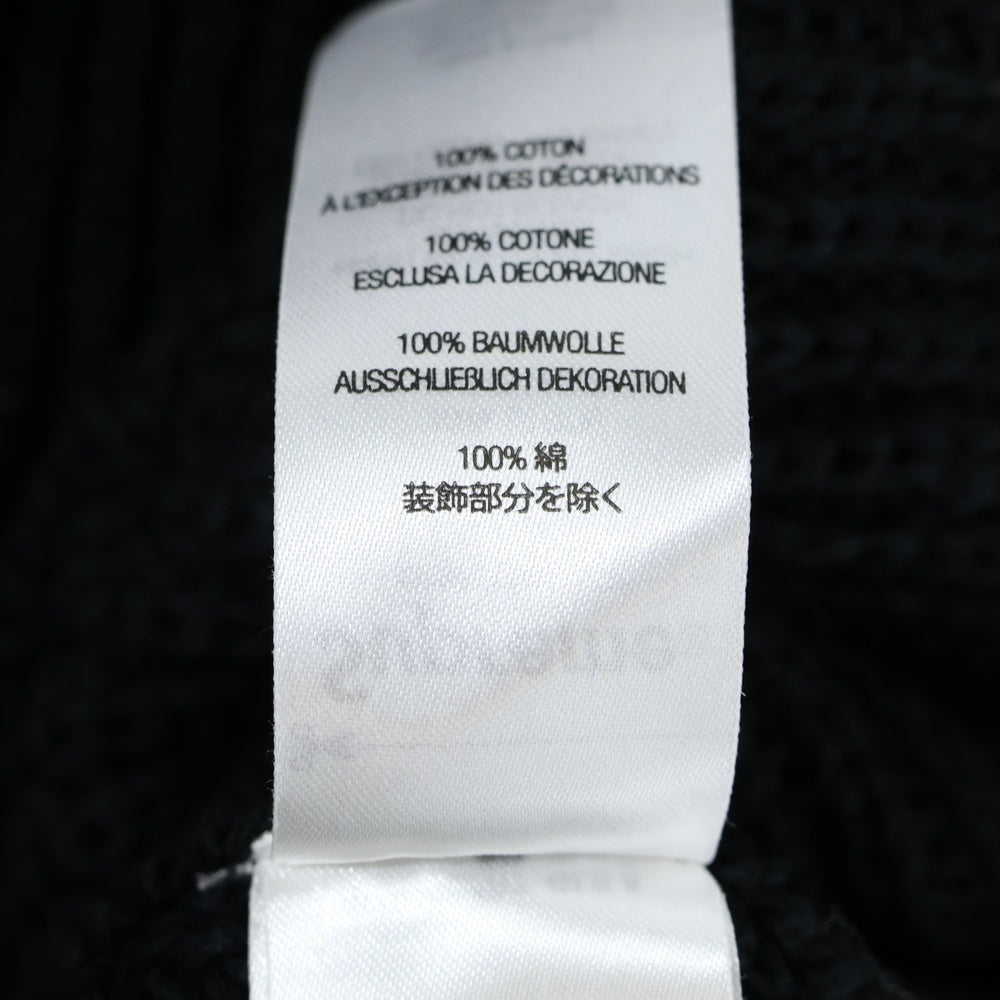 100% COTON
À L'EXCEPTION DES DÉCORATIONS
100% COTONE
ESCLUSA LA DECORAZIONE
100% BAUMWOLLE
AUSSCHLIEßLICH DEKORATION
100% 綿
装飾部分を除く